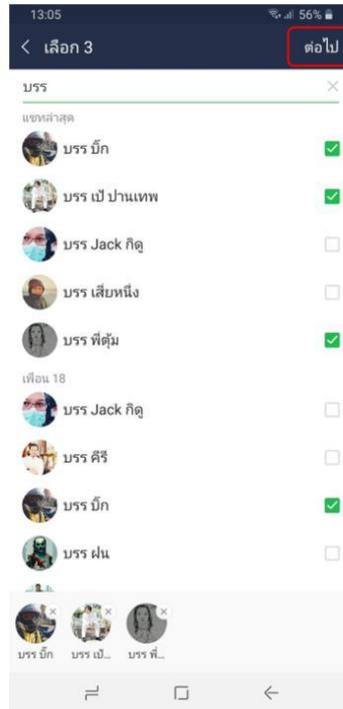 13:05 56%
เลือก 3 ต่อไป
บรร
แชทล่าสุด
บรร บิ๊ก
บรร เป้ ปานเทพ
บรร Jack กิดู
บรร เสี่ยหนึ่ง
บรร พี่ตุ้ม
เพื่อน 18
บรร Jack กิดู
บรร คีรี
บรร บิ๊ก
บรร ฝน
บรร บิ๊ก บรร เป้... บรร พี่...